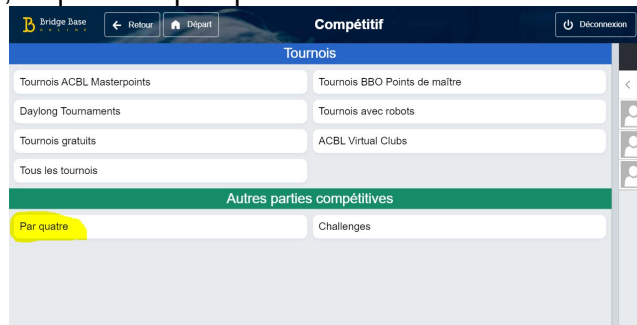 Bridge Base
ONLINE
Retour
Départ
Compétitif
Déconnexion
Tournois
Tournois ACBL Masterpoints
Tournois BBO Points de maître
Daylong Tournaments
Tournois avec robots
Tournois gratuits
ACBL Virtual Clubs
Tous les tournois
Autres parties compétitives
Par quatre
Challenges